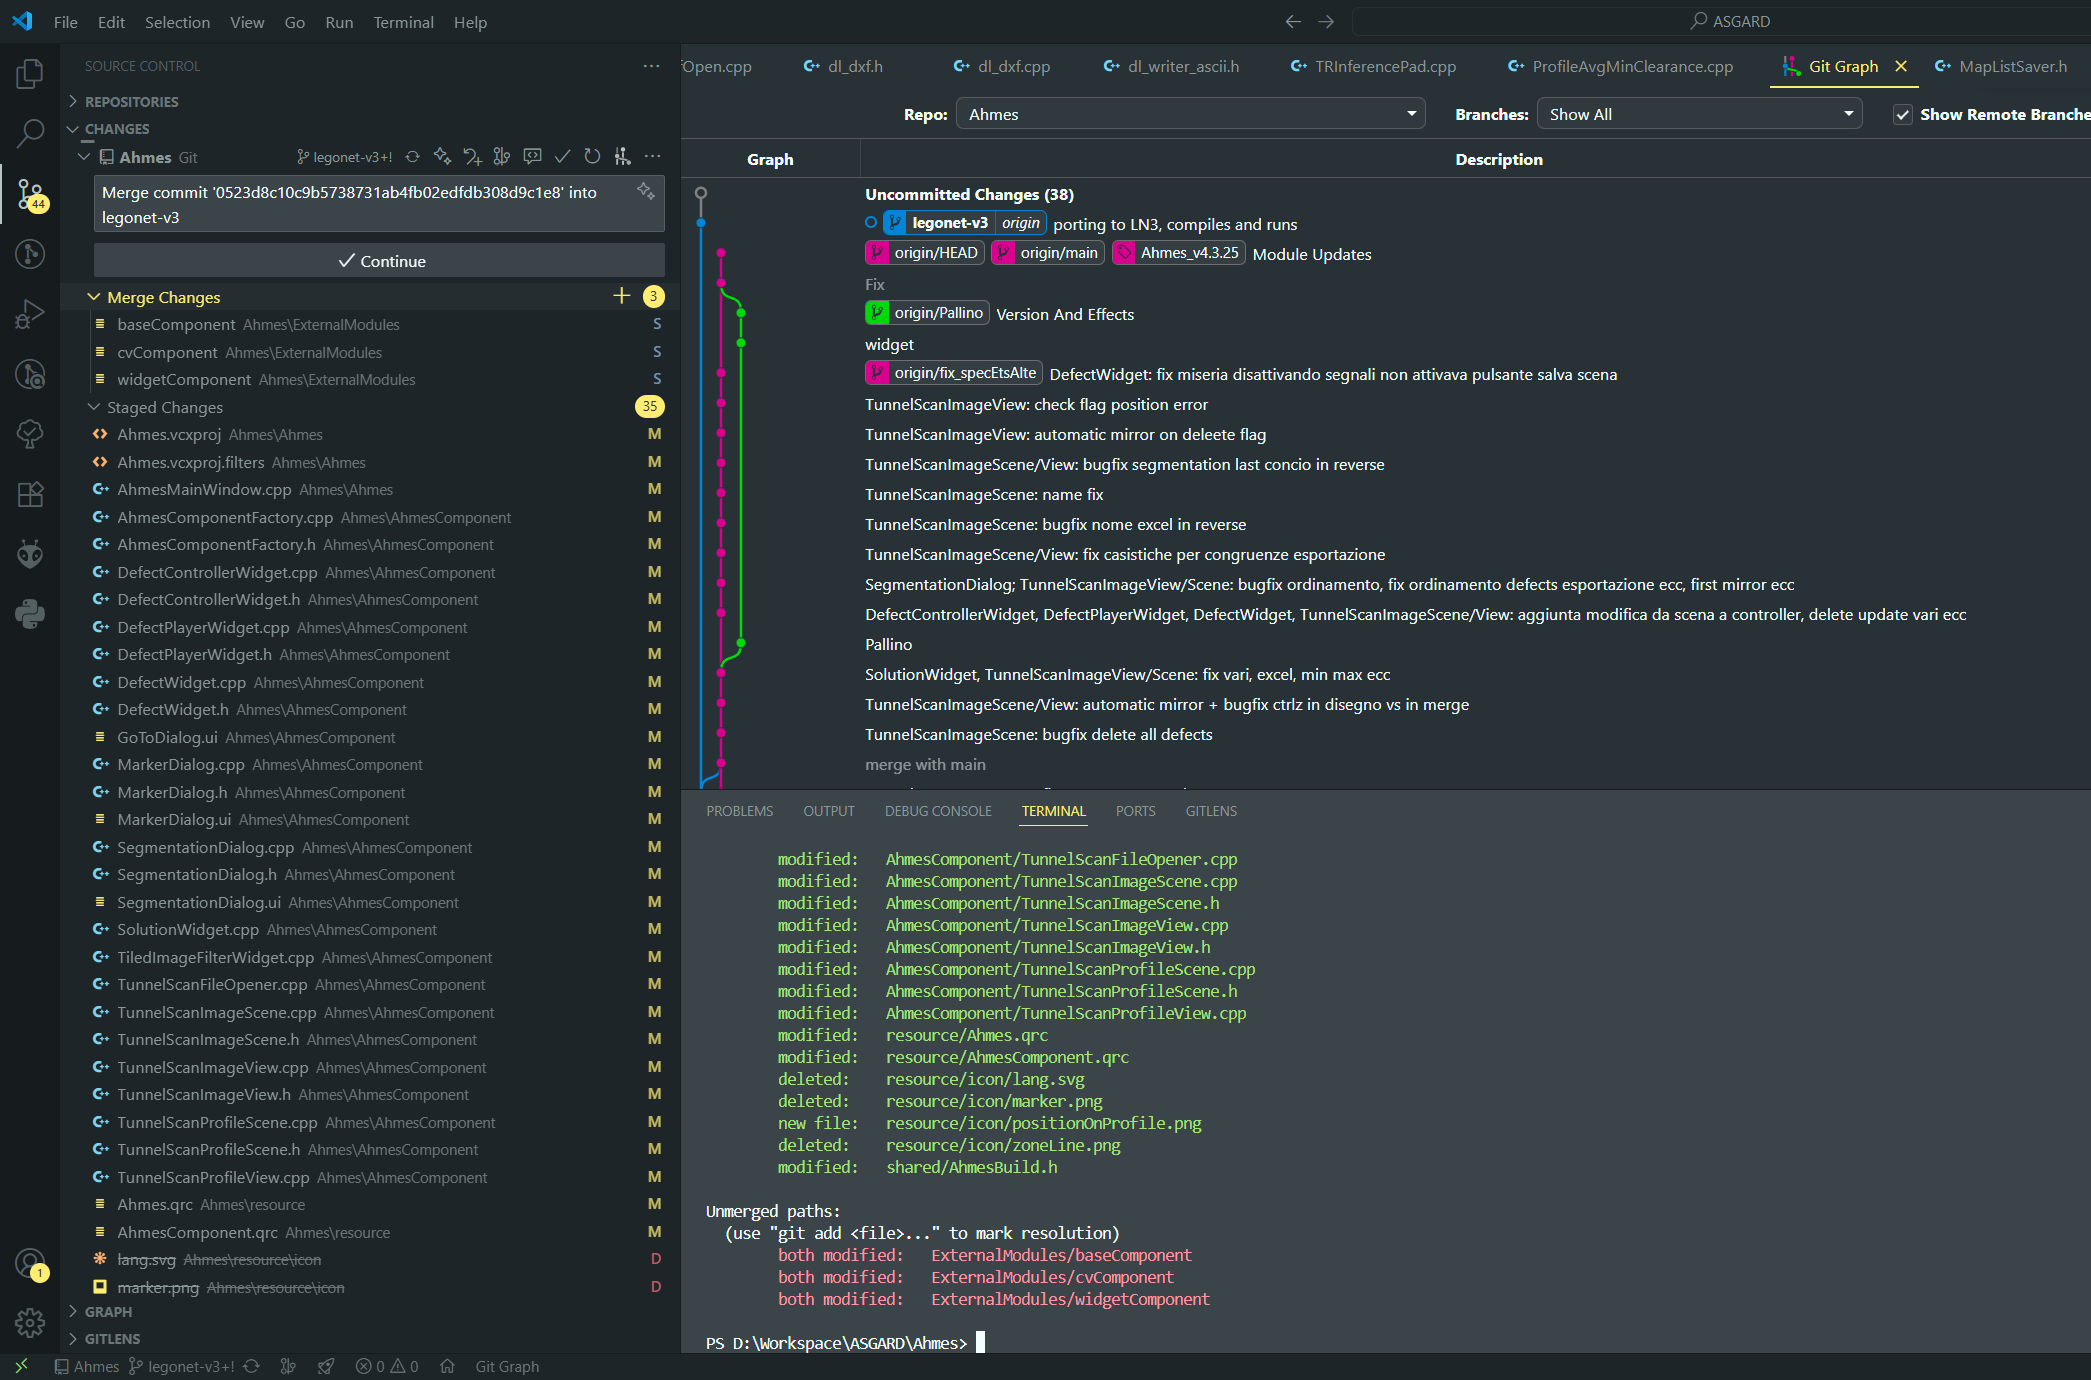 File Edit Selection View Go Run Terminal Help
ASGARD
SOURCE CONTROL
REPOSITORIES
CHANGES
Ahmes Git legonet-v3+!
Merge commit '0523d8c10c9b5738731ab4fb02edfdb308d9c1e8' into
legonet-v3
Continue
Merge Changes 3
baseComponent Ahmes\ExternalModules S
cvComponent Ahmes\ExternalModules S
widgetComponent Ahmes\ExternalModules S
Staged Changes 35
Ahmes.vcxproj Ahmes\Ahmes M
Ahmes.vcxproj.filters Ahmes\Ahmes M
AhmesMainWindow.cpp Ahmes\Ahmes M
AhmesComponentFactory.cpp Ahmes\AhmesComponent M
AhmesComponentFactory.h Ahmes\AhmesComponent M
DefectControllerWidget.cpp Ahmes\AhmesComponent M
DefectControllerWidget.h Ahmes\AhmesComponent M
DefectPlayerWidget.cpp Ahmes\AhmesComponent M
DefectPlayerWidget.h Ahmes\AhmesComponent M
DefectWidget.cpp Ahmes\AhmesComponent M
DefectWidget.h Ahmes\AhmesComponent M
GoToDialog.ui Ahmes\AhmesComponent M
MarkerDialog.cpp Ahmes\AhmesComponent M
MarkerDialog.h Ahmes\AhmesComponent M
MarkerDialog.ui Ahmes\AhmesComponent M
SegmentationDialog.cpp Ahmes\AhmesComponent M
SegmentationDialog.h Ahmes\AhmesComponent M
SegmentationDialog.ui Ahmes\AhmesComponent M
SolutionWidget.cpp Ahmes\AhmesComponent M
TiledImageFilterWidget.cpp Ahmes\AhmesComponent M
TunnelScanFileOpener.cpp Ahmes\AhmesComponent M
TunnelScanImageScene.cpp Ahmes\AhmesComponent M
TunnelScanImageScene.h Ahmes\AhmesComponent M
TunnelScanImageView.cpp Ahmes\AhmesComponent M
TunnelScanImageView.h Ahmes\AhmesComponent M
TunnelScanProfileScene.cpp Ahmes\AhmesComponent M
TunnelScanProfileScene.h Ahmes\AhmesComponent M
TunnelScanProfileView.cpp Ahmes\AhmesComponent M
Ahmes.qrc Ahmes\resource M
AhmesComponent.qrc Ahmes\resource M
lang.svg Ahmes\resource\icon D
marker.png Ahmes\resource\icon D
GRAPH
GITLENS
44
1
Open.cpp dl_dxf.h dl_dxf.cpp dl_writer_ascii.h TRInferencePad.cpp ProfileAvgMinClearance.cpp Git Graph MapListSaver.h
Repo: Ahmes Branches: Show All Show Remote Branche
Graph Description
Uncommitted Changes (38)
legonet-v3 origin porting to LN3, compiles and runs
origin/HEAD origin/main Ahmes_v4.3.25 Module Updates
Fix
origin/Pallino Version And Effects
widget
origin/fix_specEtsAlte DefectWidget: fix miseria disattivando segnali non attivava pulsante salva scena
TunnelScanImageView: check flag position error
TunnelScanImageView: automatic mirror on deleete flag
TunnelScanImageScene/View: bugfix segmentation last concio in reverse
TunnelScanImageScene: name fix
TunnelScanImageScene: bugfix nome excel in reverse
TunnelScanImageScene/View: fix casistiche per congruenze esportazione
SegmentationDialog; TunnelScanImageView/Scene: bugfix ordinamento, fix ordinamento defects esportazione ecc, first mirror ecc
DefectControllerWidget, DefectPlayerWidget, DefectWidget, TunnelScanImageScene/View: aggiunta modifica da scena a controller, delete update vari ecc
Pallino
SolutionWidget, TunnelScanImageView/Scene: fix vari, excel, min max ecc
TunnelScanImageScene/View: automatic mirror + bugfix ctrlz in disegno vs in merge
TunnelScanImageScene: bugfix delete all defects
merge with main
PROBLEMS OUTPUT DEBUG CONSOLE TERMINAL PORTS GITLENS
modified: AhmesComponent/TunnelScanFileOpener.cpp
modified: AhmesComponent/TunnelScanImageScene.cpp
modified: AhmesComponent/TunnelScanImageScene.h
modified: AhmesComponent/TunnelScanImageView.cpp
modified: AhmesComponent/TunnelScanImageView.h
modified: AhmesComponent/TunnelScanProfileScene.cpp
modified: AhmesComponent/TunnelScanProfileScene.h
modified: AhmesComponent/TunnelScanProfileView.cpp
modified: resource/Ahmes.qrc
modified: resource/AhmesComponent.qrc
deleted: resource/icon/lang.svg
deleted: resource/icon/marker.png
new file: resource/icon/positionOnProfile.png
deleted: resource/icon/zoneLine.png
modified: shared/AhmesBuild.h
Unmerged paths:
(use "git add <file>..." to mark resolution)
both modified: ExternalModules/baseComponent
both modified: ExternalModules/cvComponent
both modified: ExternalModules/widgetComponent
PS D:\Workspace\ASGARD\Ahmes>
Ahmes legonet-v3+! 0 0 Git Graph